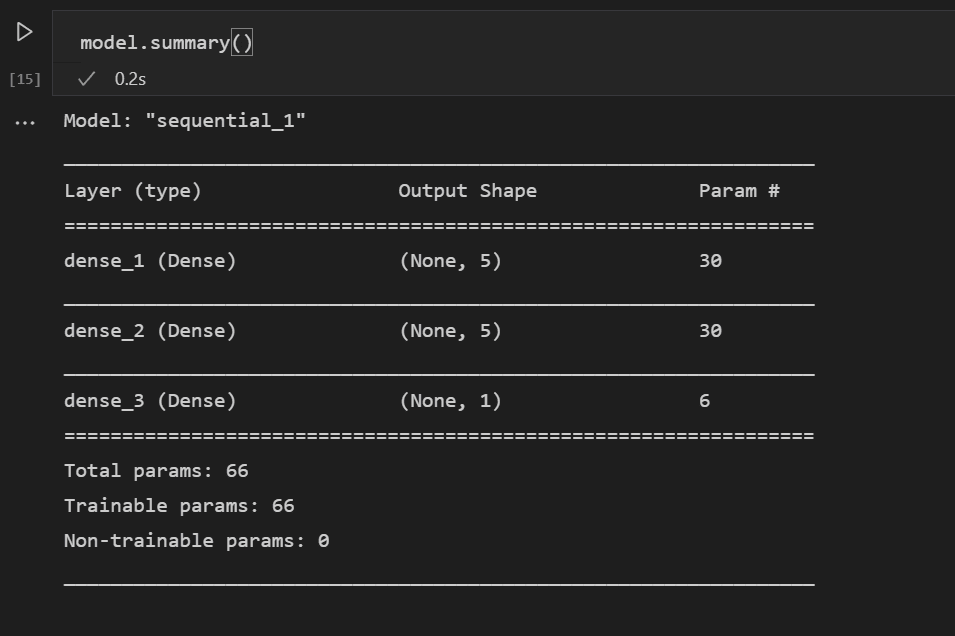 model.summary()
[15]
0.2s
...
Model: "sequential_1"
_________________________________________________________________
Layer (type)                 Output Shape              Param #
=================================================================
dense_1 (Dense)              (None, 5)                 30
_________________________________________________________________
dense_2 (Dense)              (None, 5)                 30
_________________________________________________________________
dense_3 (Dense)              (None, 1)                 6
=================================================================
Total params: 66
Trainable params: 66
Non-trainable params: 0
_________________________________________________________________